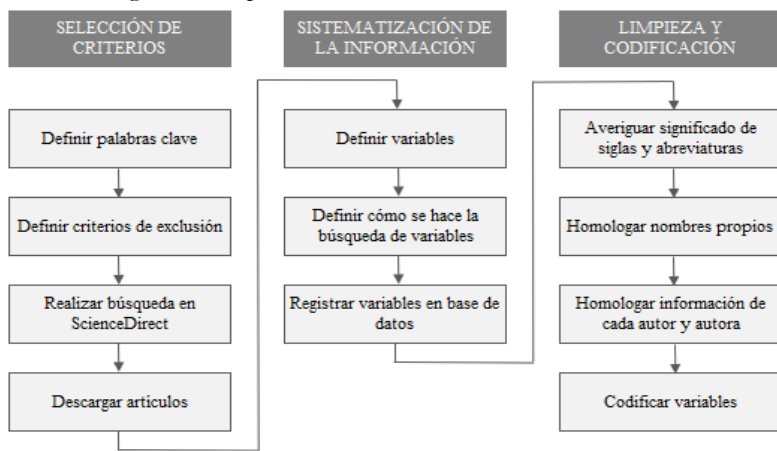 SELECCIÓN DE
CRITERIOS
Definir palabras clave
Definir criterios de exclusión
Realizar búsqueda en
ScienceDirect
Descargar artículos
SISTEMATIZACIÓN DE
LA INFORMACIÓN
Definir variables
Definir cómo se hace la
búsqueda de variables
Registrar variables en base de
datos
LIMPIEZA Y
CODIFICACIÓN
Averiguar significado de
siglas y abreviaturas
Homologar nombres propios
Homologar información de
cada autor y autora
Codificar variables